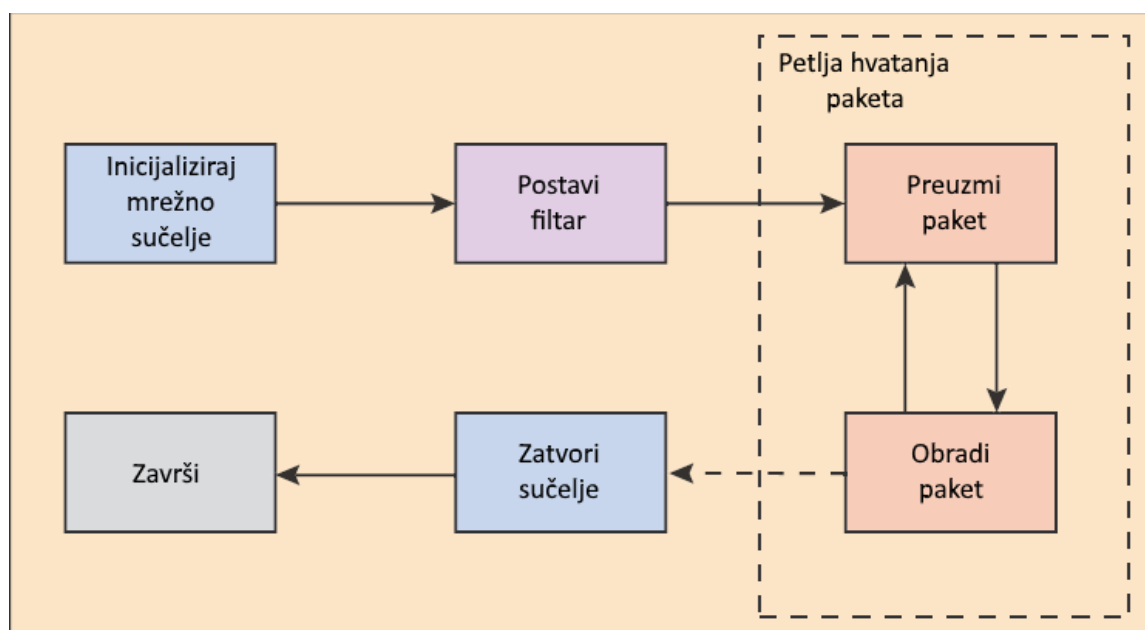 Petlja hvatanja
paketa
Inicijaliziraj
mrežno
sučelje
Postavi
filtar
Preuzmi
paket
Završi
Zatvori
sučelje
Obradi
paket